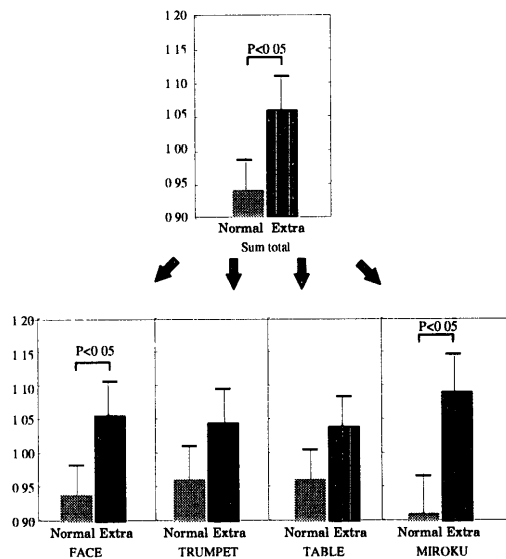 1 20
P<0 05
1 15
1 10
1 05
1 00
0 95
0 90
Normal Extra
Sum total
1 20
P<0 05
P<0 05
1 15
1 10
1 05
1 00
0 95
0 90
Normal Extra Normal Extra Normal Extra Normal Extra
FACE TRUMPET TABLE MIROKU